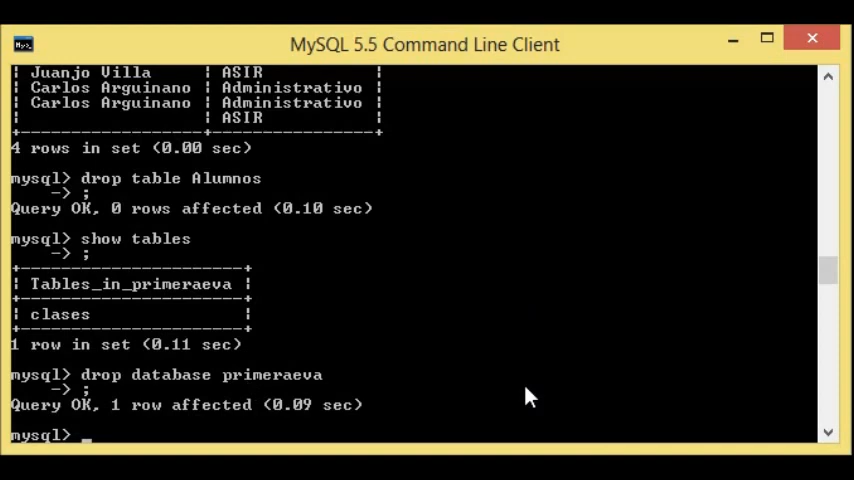 MySQL 5.5 Command Line Client
| Juanjo Villa | ASIR |
| Carlos Arguinano | Administrativo |
| Carlos Arguinano | Administrativo |
| | ASIR |
+------------------+----------------+
4 rows in set (0.00 sec)
mysql> drop table Alumnos
-> ;
Query OK, 0 rows affected (0.10 sec)
mysql> show tables
-> ;
+----------------------+
| Tables_in_primeraeva |
+----------------------+
| clases |
+----------------------+
1 row in set (0.11 sec)
mysql> drop database primeraeva
-> ;
Query OK, 1 row affected (0.09 sec)
mysql> _